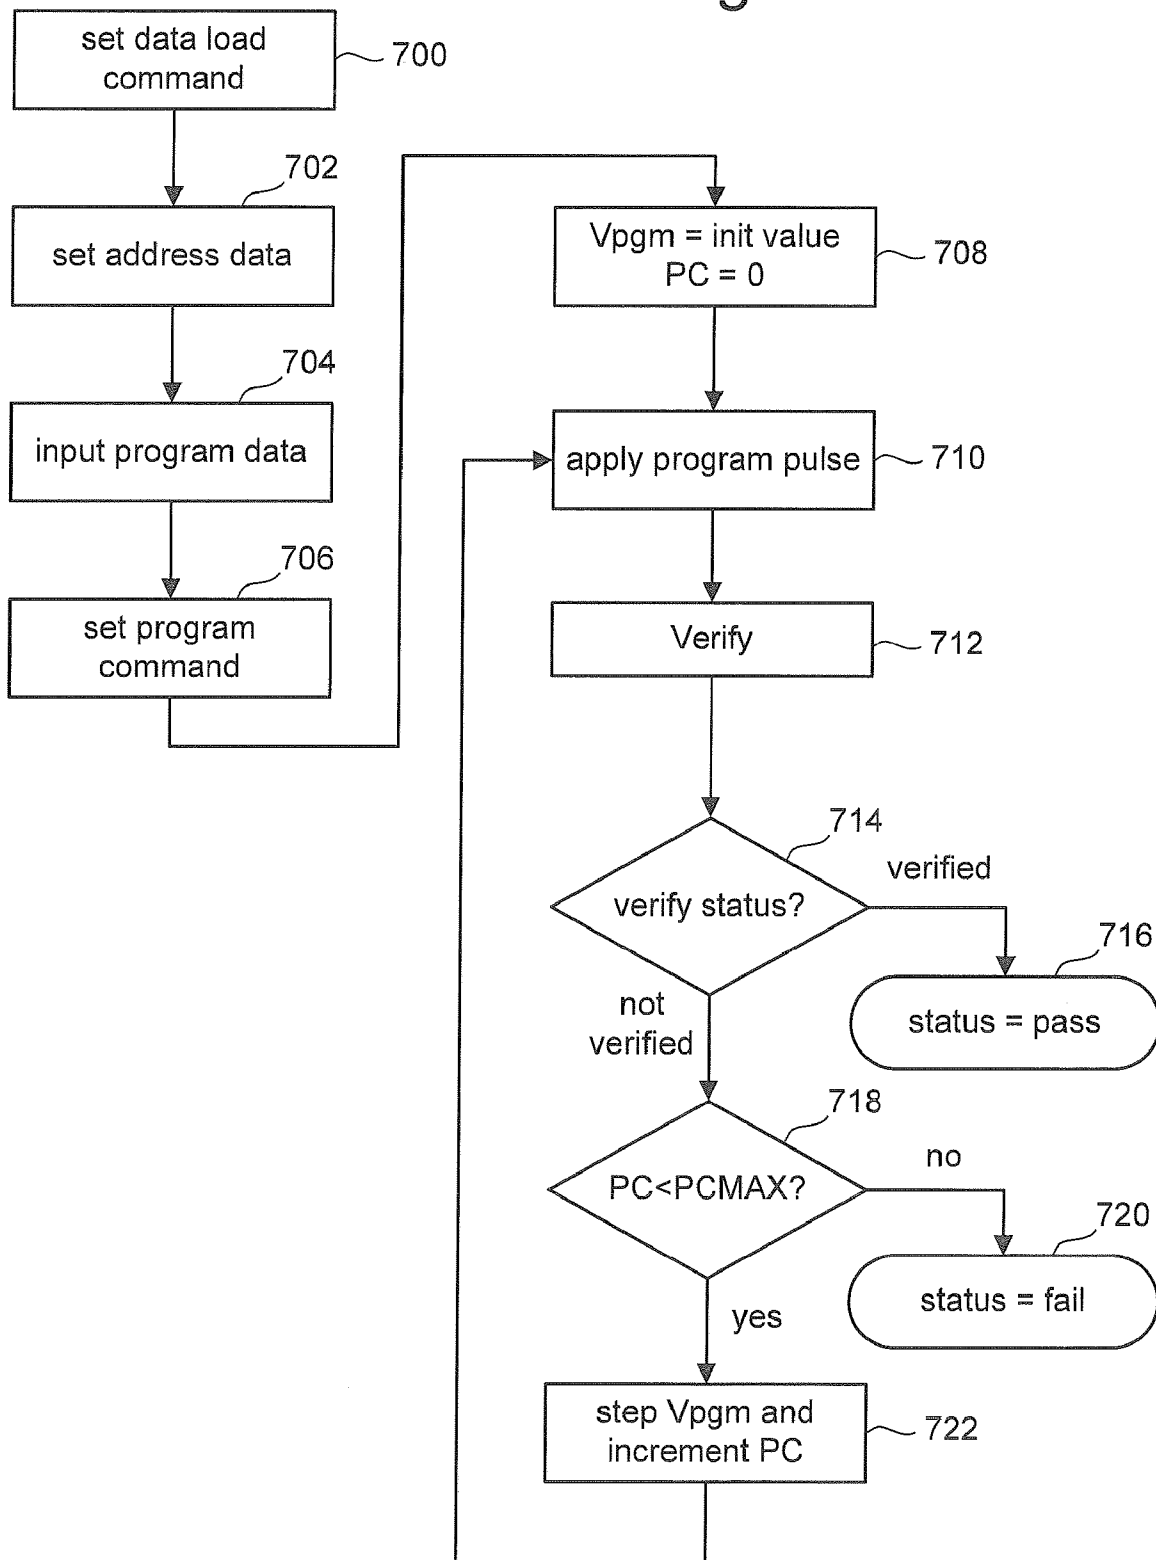 set data load
command
700
702
set address data
704
input program data
706
set program
command
Vpgm = init value
PC = 0
708
apply program pulse
710
Verify
712
714
verify status?
verified
716
status = pass
not
verified
718
PC<PCMAX?
no
720
status = fail
yes
step Vpgm and
increment PC
722